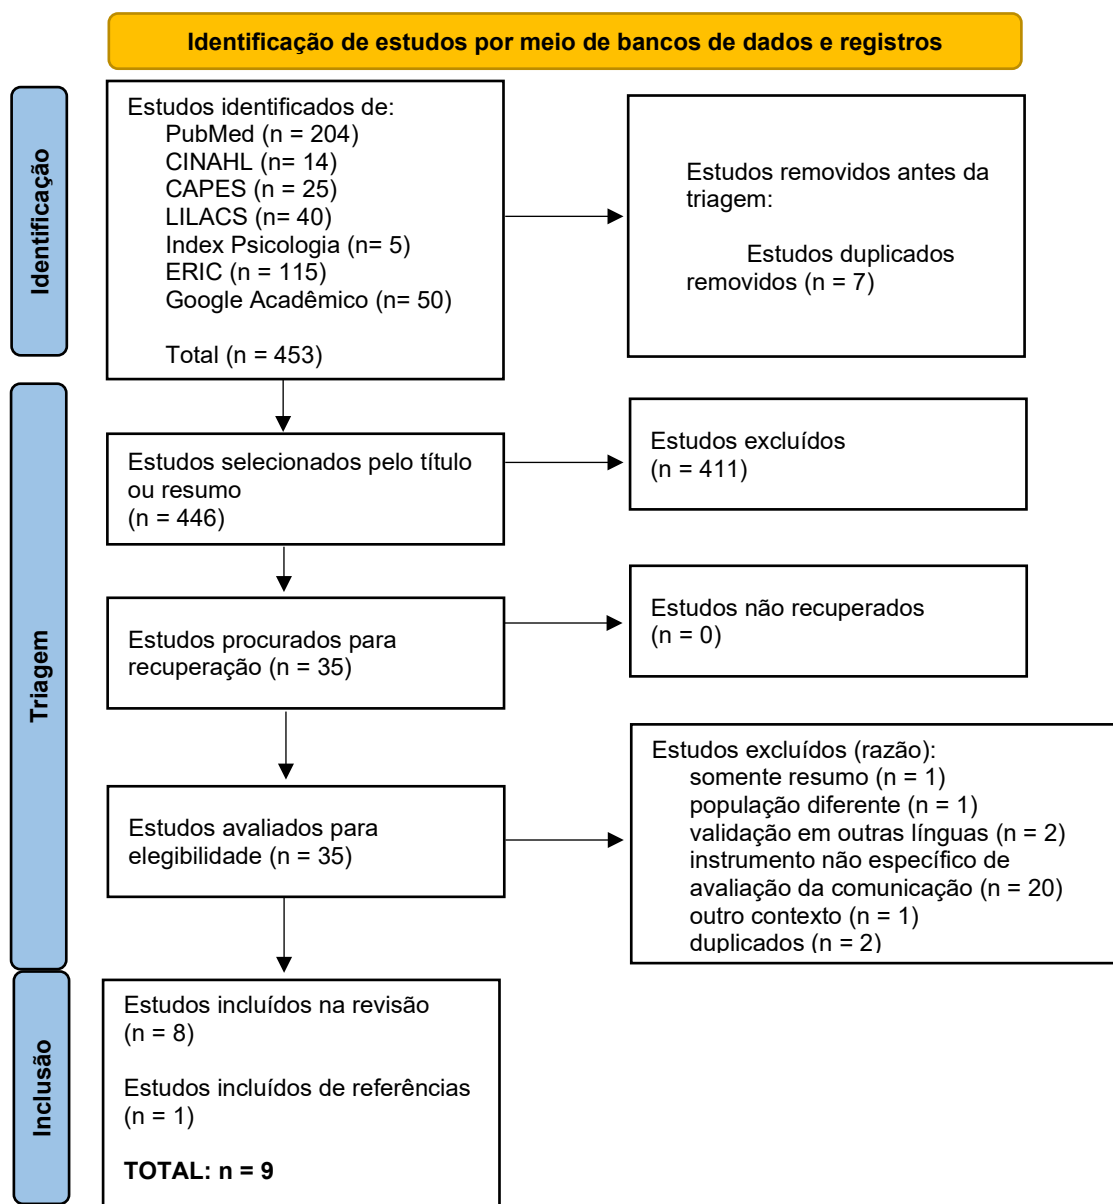 Identificação de estudos por meio de bancos de dados e registros
Identificação
Estudos identificados de:
PubMed (n = 204)
CINAHL (n= 14)
CAPES (n = 25)
LILACS (n= 40)
Index Psicologia (n= 5)
ERIC (n = 115)
Google Acadêmico (n= 50)
Total (n = 453)
Estudos removidos antes da
triagem:
Estudos duplicados
removidos (n = 7)
Triagem
Estudos selecionados pelo título
ou resumo
(n = 446)
Estudos excluídos
(n = 411)
Estudos procurados para
recuperação (n = 35)
Estudos não recuperados
(n = 0)
Estudos avaliados para
elegibilidade (n = 35)
Estudos excluídos (razão):
somente resumo (n = 1)
população diferente (n = 1)
validação em outras línguas (n = 2)
instrumento não específico de
avaliação da comunicação (n = 20)
outro contexto (n = 1)
duplicados (n = 2)
Inclusão
Estudos incluídos na revisão
(n = 8)
Estudos incluídos de referências
(n = 1)
TOTAL: n = 9